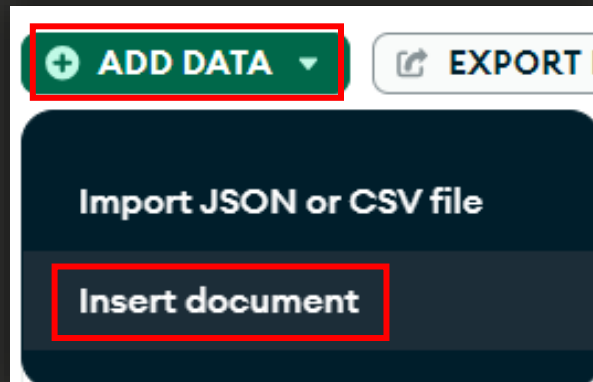 ADD DATA EXPORT
Import JSON or CSV file
Insert document